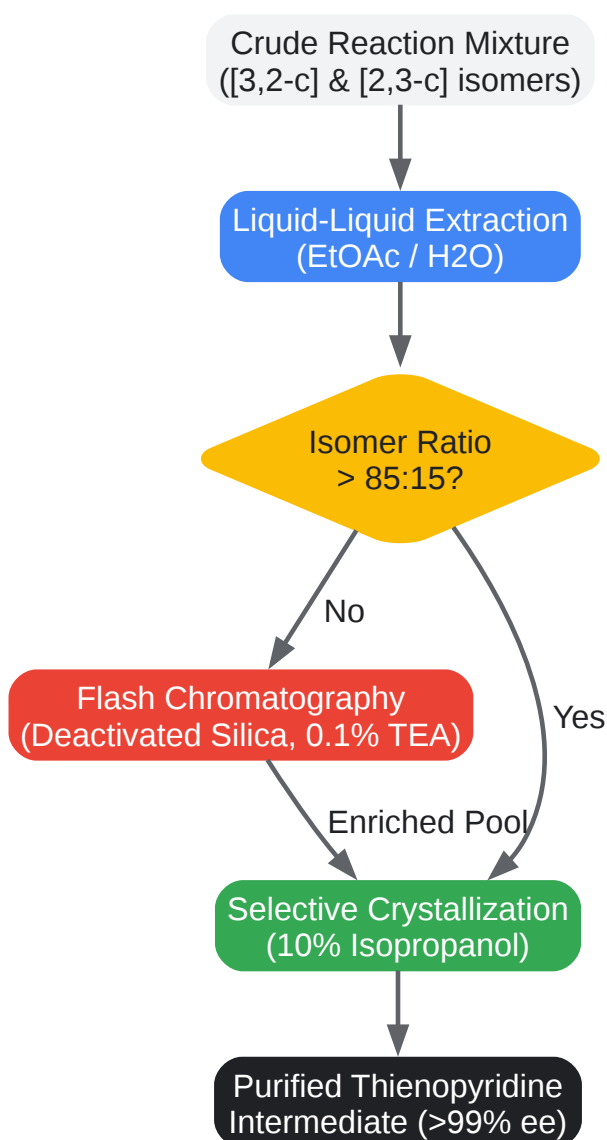 Crude Reaction Mixture
([3,2-c] & [2,3-c] isomers)
Liquid-Liquid Extraction
(EtOAc / H2O)
Isomer Ratio
> 85:15?
No
Flash Chromatography
(Deactivated Silica, 0.1% TEA)
Yes
Enriched Pool
Selective Crystallization
(10% Isopropanol)
Purified Thienopyridine
Intermediate (>99% ee)